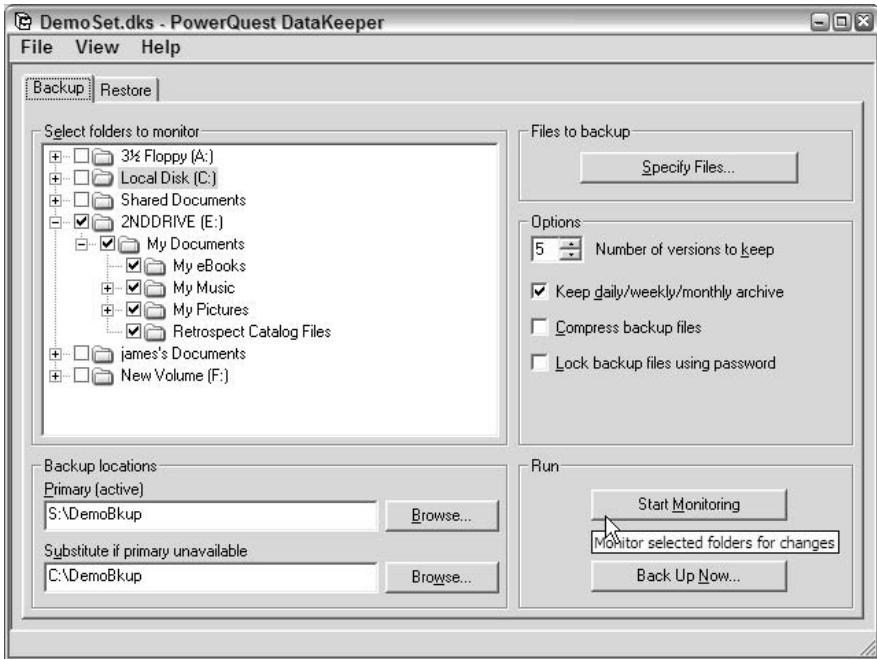 DemoSet.dks - PowerQuest DataKeeper
File View Help
Backup Restore
Select folders to monitor
3½ Floppy (A:)
Local Disk (C:)
Shared Documents
2NDDRIVE (E:)
My Documents
My eBooks
My Music
My Pictures
Retrospect Catalog Files
james's Documents
New Volume (F:)
Files to backup
Specify Files...
Options
5 Number of versions to keep
Keep daily/weekly/monthly archive
Compress backup files
Lock backup files using password
Backup locations
Primary (active)
S:\DemoBkup Browse...
Substitute if primary unavailable
C:\DemoBkup Browse...
Run
Start Monitoring
Monitor selected folders for changes
Back Up Now...